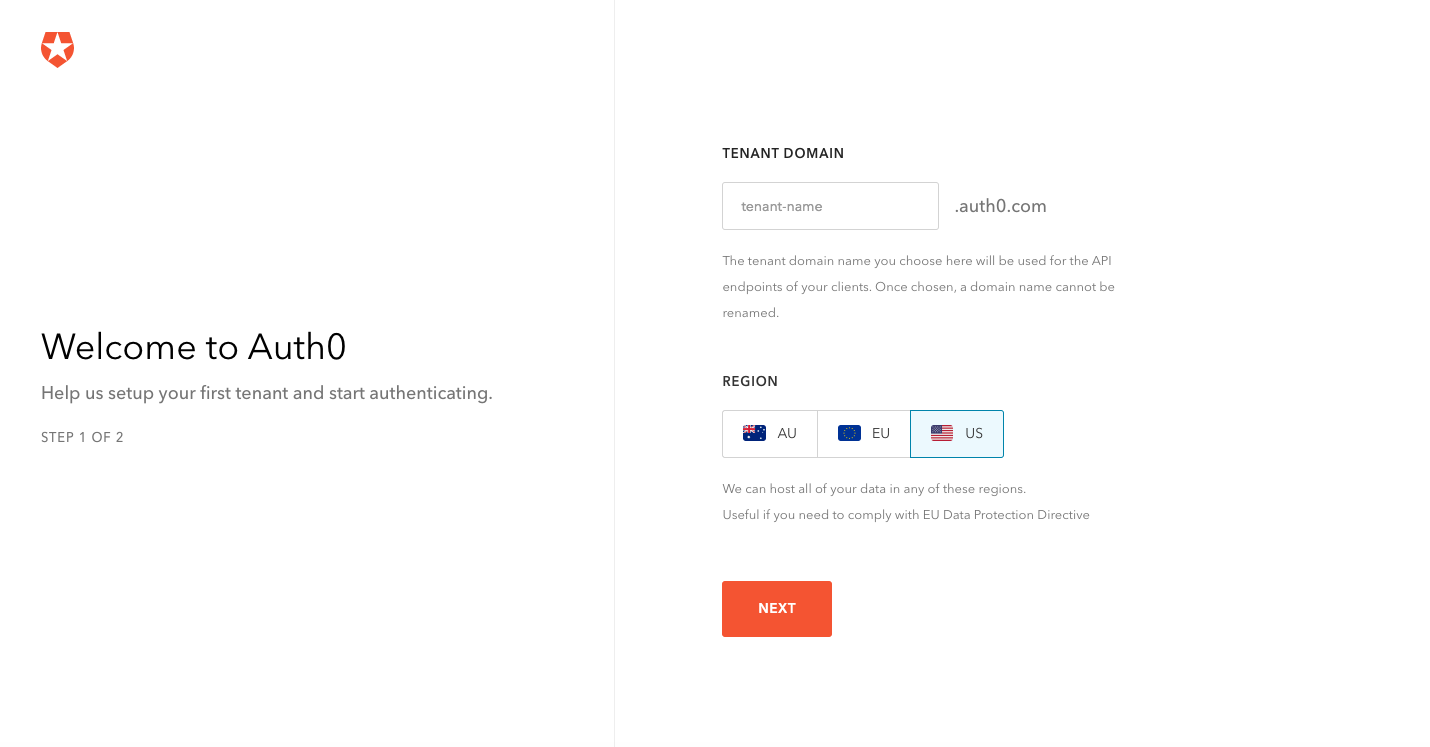 Welcome to Auth0
Help us setup your first tenant and start authenticating.
STEP 1 OF 2
TENANT DOMAIN
tenant-name .auth0.com
The tenant domain name you choose here will be used for the API
endpoints of your clients. Once chosen, a domain name cannot be
renamed.
REGION
AU EU US
We can host all of your data in any of these regions.
Useful if you need to comply with EU Data Protection Directive
NEXT